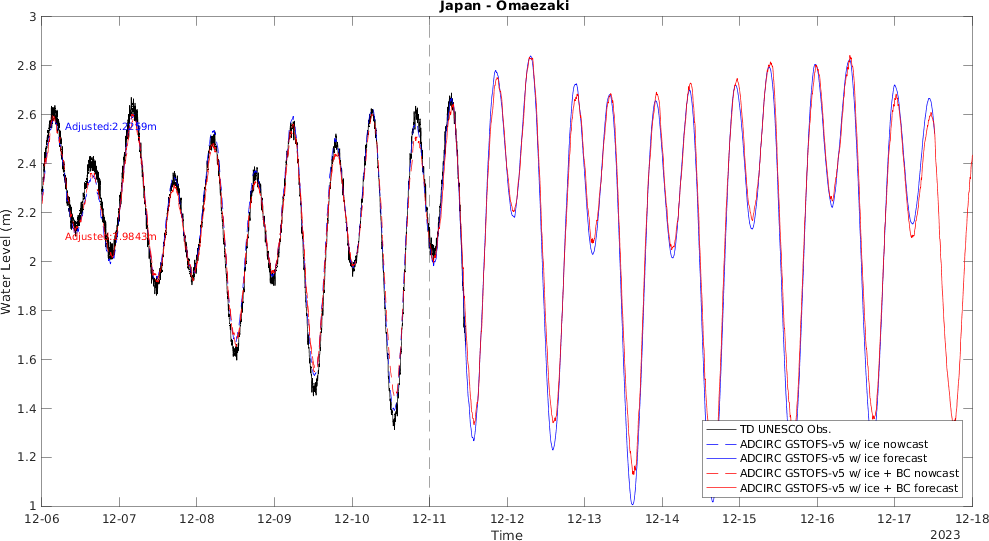 Japan - Omaezaki
3
2.8
2.6
2.4
2.2
2
1.8
1.6
1.4
1.2
1
Water Level (m)
Adjusted:2.2259m
TD UNESCO Obs.
ADCIRC GSTOFS-v5 w/ ice nowcast
ADCIRC GSTOFS-v5 w/ ice forecast
ADCIRC GSTOFS-v5 w/ ice + BC nowcast
ADCIRC GSTOFS-v5 w/ ice + BC forecast
12-06
12-07
12-08
12-09
12-10
12-11
12-12
12-13
12-14
12-15
12-16
12-17
12-18
Time
2023